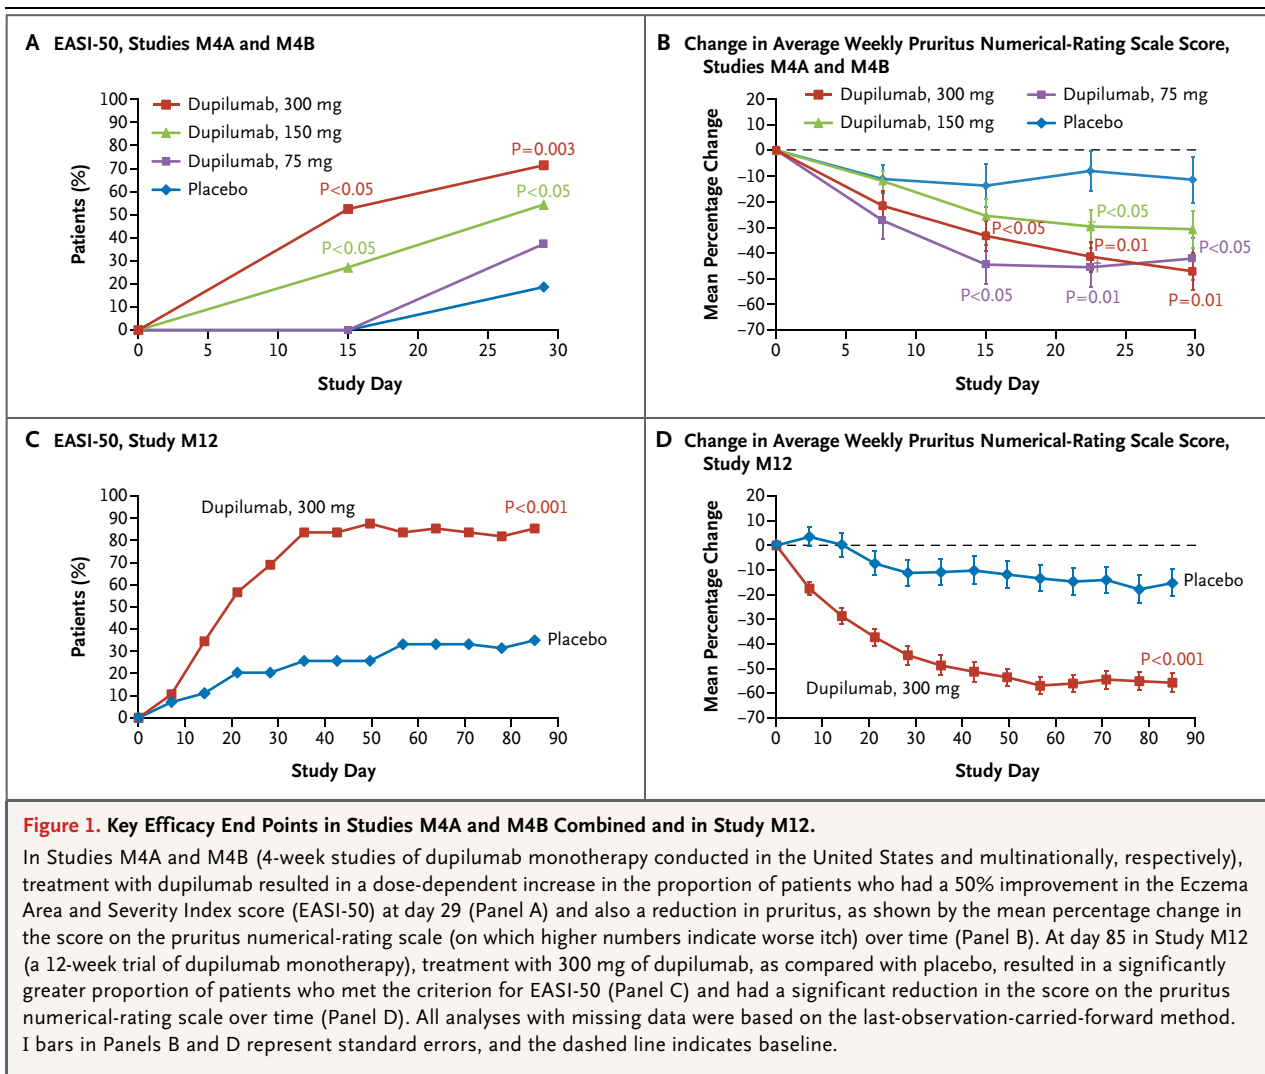 A EASI-50, Studies M4A and M4B
100
90
80
70
60
50
40
30
20
10
0
Patients (%)
Dupilumab, 300 mg
Dupilumab, 150 mg
Dupilumab, 75 mg
Placebo
P<0.05
P<0.05
P=0.003
P<0.05
0 5 10 15 20 25 30
Study Day
B Change in Average Weekly Pruritus Numerical-Rating Scale Score,
Studies M4A and M4B
Dupilumab, 300 mg
Dupilumab, 75 mg
Dupilumab, 150 mg
Placebo
20
10
0
–10
–20
–30
–40
–50
–60
–70
Mean Percentage Change
P<0.05
P<0.05
P=0.01
P<0.05
P<0.05
P=0.01
P=0.01
0 5 10 15 20 25 30
Study Day
C EASI-50, Study M12
100
90
80
70
60
50
40
30
20
10
0
Patients (%)
Dupilumab, 300 mg
P<0.001
Placebo
0 10 20 30 40 50 60 70 80 90
Study Day
D Change in Average Weekly Pruritus Numerical-Rating Scale Score,
Study M12
20
10
0
–10
–20
–30
–40
–50
–60
–70
Mean Percentage Change
Placebo
P<0.001
Dupilumab, 300 mg
0 10 20 30 40 50 60 70 80 90
Study Day
Figure 1. Key Efficacy End Points in Studies M4A and M4B Combined and in Study M12.
In Studies M4A and M4B (4-week studies of dupilumab monotherapy conducted in the United States and multinationally, respectively),
treatment with dupilumab resulted in a dose-dependent increase in the proportion of patients who had a 50% improvement in the Eczema
Area and Severity Index score (EASI-50) at day 29 (Panel A) and also a reduction in pruritus, as shown by the mean percentage change in
the score on the pruritus numerical-rating scale (on which higher numbers indicate worse itch) over time (Panel B). At day 85 in Study M12
(a 12-week trial of dupilumab monotherapy), treatment with 300 mg of dupilumab, as compared with placebo, resulted in a significantly
greater proportion of patients who met the criterion for EASI-50 (Panel C) and had a significant reduction in the score on the pruritus
numerical-rating scale over time (Panel D). All analyses with missing data were based on the last-observation-carried-forward method.
I bars in Panels B and D represent standard errors, and the dashed line indicates baseline.